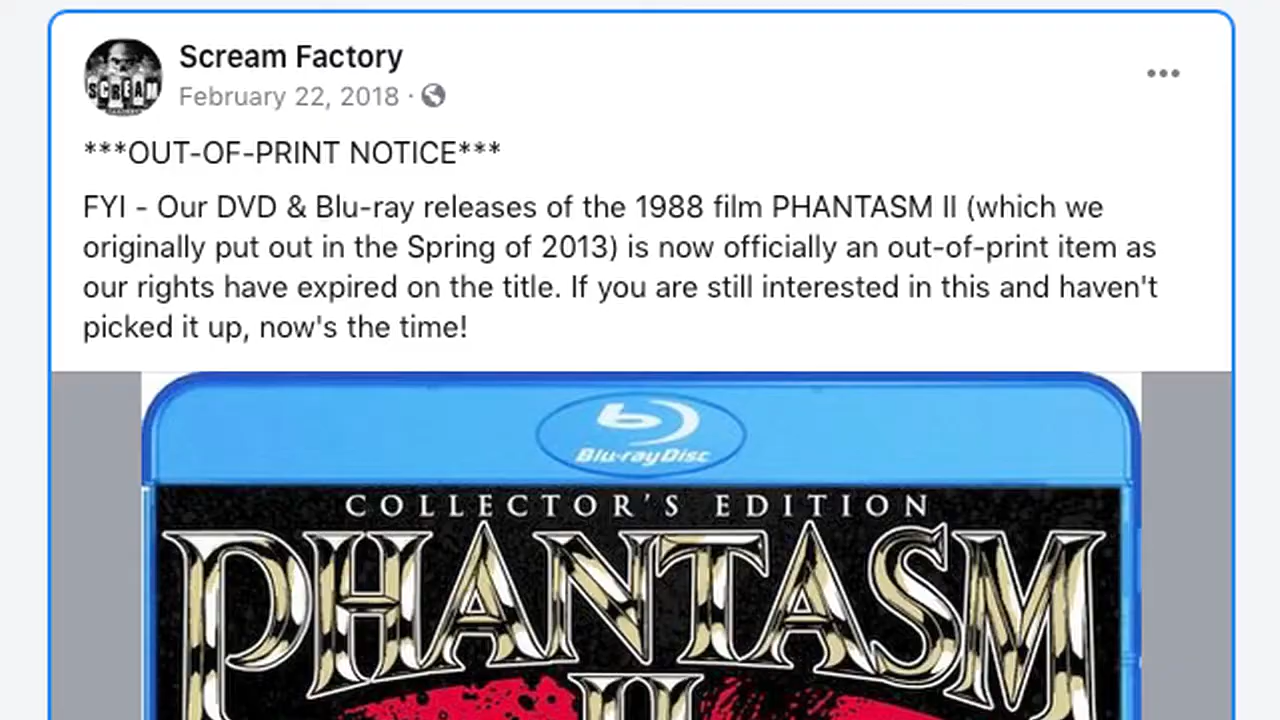 Scream Factory
February 22, 2018 ·
***OUT-OF-PRINT NOTICE***
FYI - Our DVD & Blu-ray releases of the 1988 film PHANTASM II (which we
originally put out in the Spring of 2013) is now officially an out-of-print item as
our rights have expired on the title. If you are still interested in this and haven't
picked it up, now's the time!
Blu-ray Disc
COLLECTOR'S EDITION
PHANTASM
II